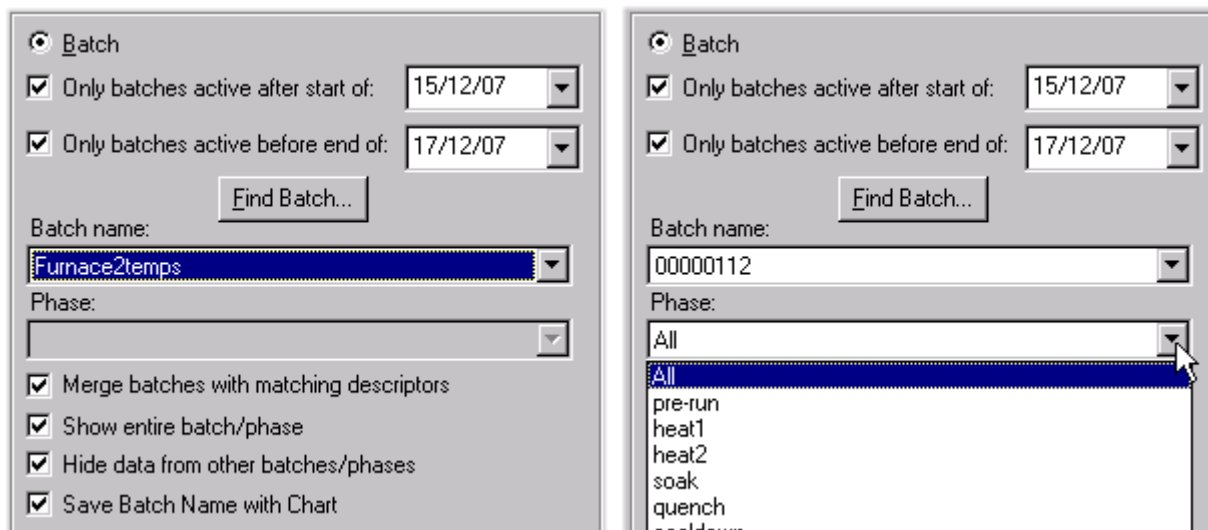 Batch
Only batches active after start of: 15/12/07
Only batches active before end of: 17/12/07
Find Batch...
Batch name:
Furnace2temps
Phase:
Merge batches with matching descriptors
Show entire batch/phase
Hide data from other batches/phases
Save Batch Name with Chart
Batch
Only batches active after start of: 15/12/07
Only batches active before end of: 17/12/07
Find Batch...
Batch name:
00000112
Phase:
All
All
pre-run
heat1
heat2
soak
quench